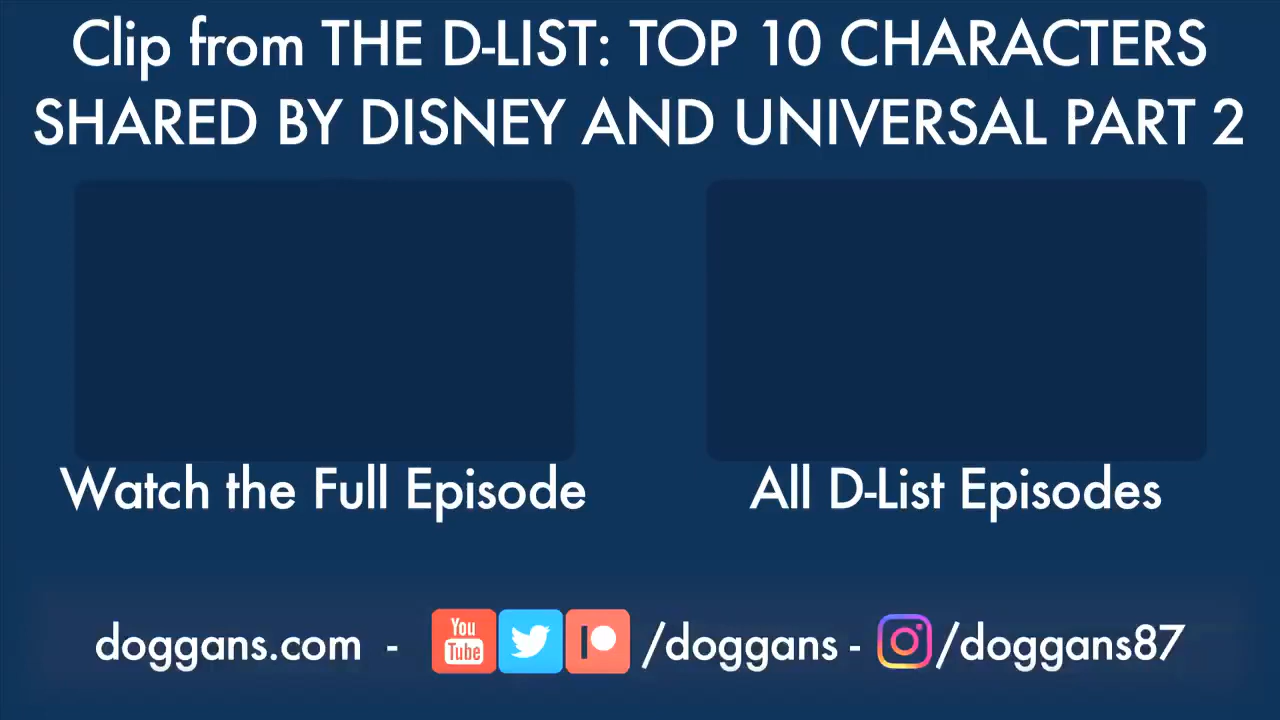 Clip from THE D-LIST: TOP 10 CHARACTERS
SHARED BY DISNEY AND UNIVERSAL PART 2
Watch the Full Episode
All D-List Episodes
doggans.com - You Tube /doggans - /doggans87